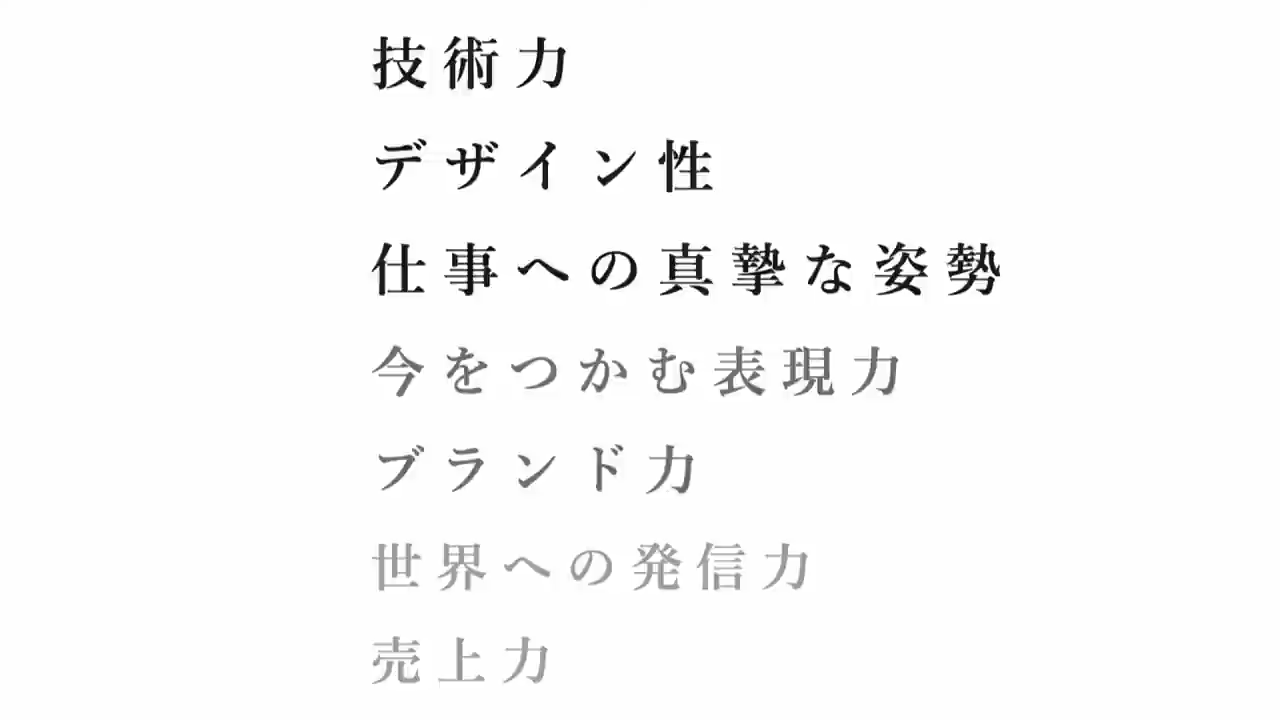 技術力
デザイン性
仕事への真摯な姿勢
今をつかむ表現力
ブランド力
世界への発信力
売上力